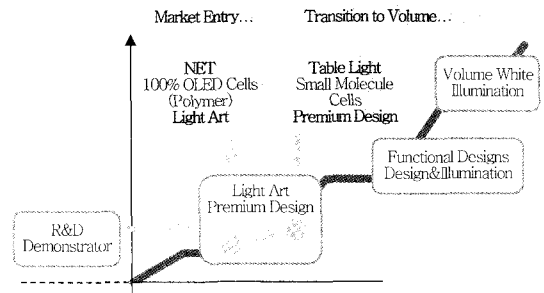 Market Entry…
Transition to Volume…
NET
100% OLED Cells
(Polymer)
Light Art
Table Light
Small Molecule
Cells
Premium Design
Volume White
Illumination
Functional Designs
Design&Illumination
Light Art
Premium Design
R&D
Demonstrator